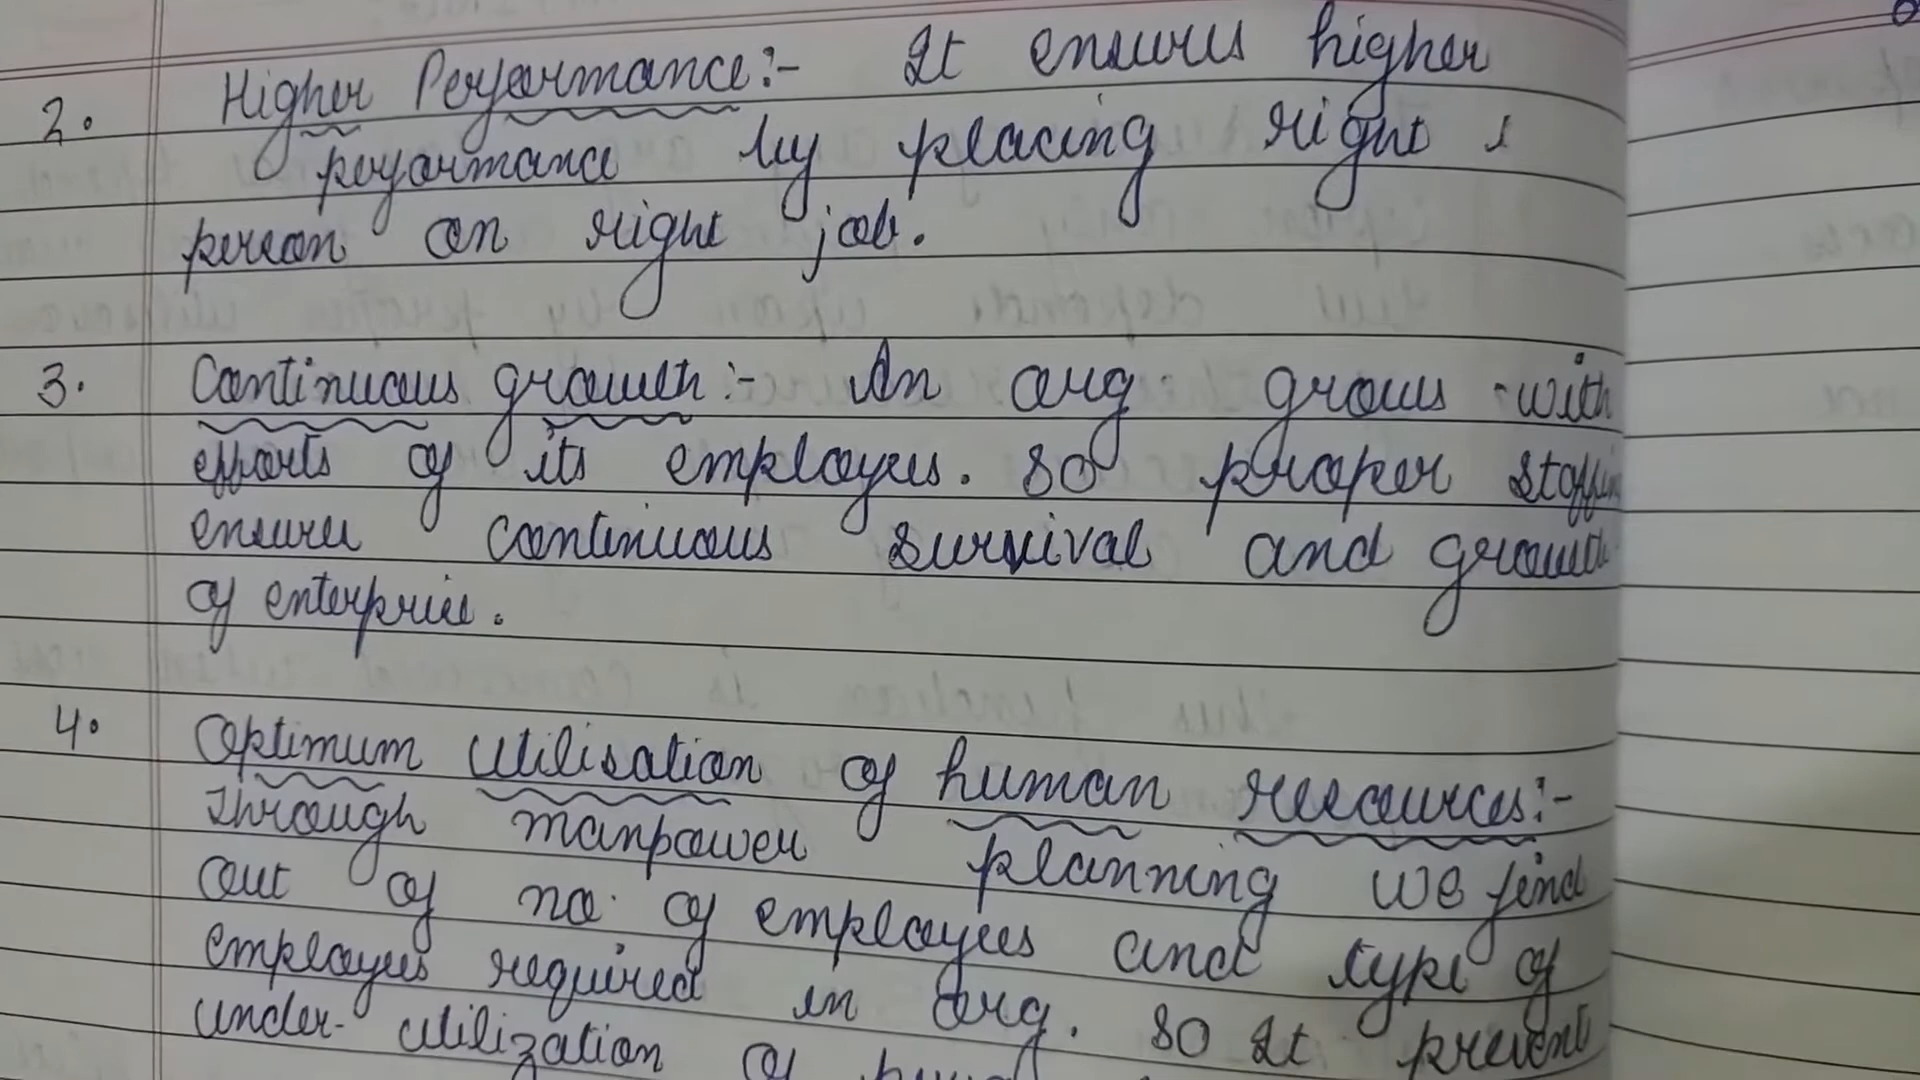 2. Higher Performance:- It ensures higher
performance by placing right
person on right job.
3. Continuous growth:- An org. grows with
efforts of its employees. So proper staffin
ensures continuous survival and growth
of enterprise.
4. Optimum Utilisation of human resources:-
Through manpower planning we find
out of no. of employees and type of
employees required in org. So It prevent
under-utilization of